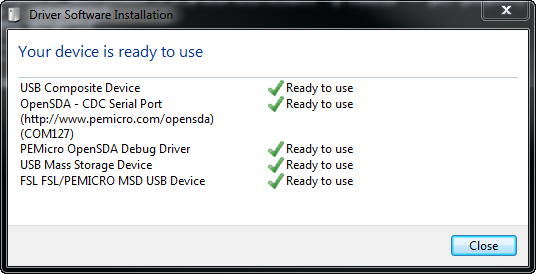 Driver Software Installation
Your device is ready to use
USB Composite Device Ready to use
OpenSDA - CDC Serial Port Ready to use
(http://www.pemicro.com/opensda)
(COM127)
PEMicro OpenSDA Debug Driver Ready to use
USB Mass Storage Device Ready to use
FSL FSL/PEMICRO MSD USB Device Ready to use
Close